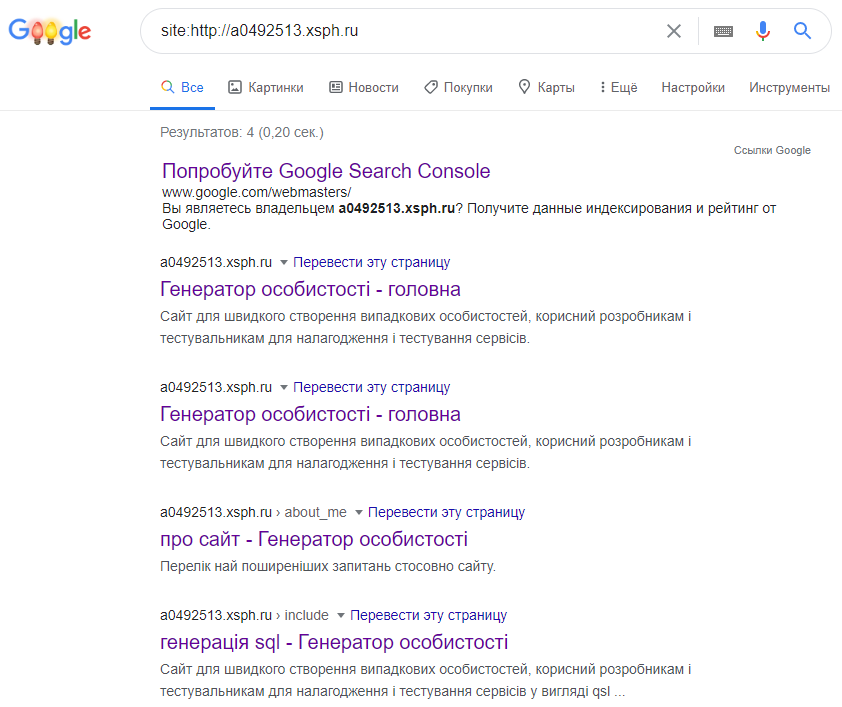 Google
site:http://a0492513.xsph.ru
Все Картинки Новости Покупки Карты Ещё Настройки Инструменты
Результатов: 4 (0,20 сек.)
Ссылки Google
Попробуйте Google Search Console
www.google.com/webmasters/
Вы являетесь владельцем a0492513.xsph.ru? Получите данные индексирования и рейтинг от
Google.
a0492513.xsph.ru Перевести эту страницу
Генератор особистості - головна
Сайт для швидкого створення випадкових особистостей, корисний розробникам і
тестувальникам для налагодження і тестування сервісів.
a0492513.xsph.ru Перевести эту страницу
Генератор особистості - головна
Сайт для швидкого створення випадкових особистостей, корисний розробникам і
тестувальникам для налагодження і тестування сервісів.
a0492513.xsph.ru › about_me Перевести эту страницу
про сайт - Генератор особистості
Перелік най поширеніших запитань стосовно сайту.
a0492513.xsph.ru › include Перевести эту страницу
генерація sql - Генератор особистості
Сайт для швидкого створення випадкових особистостей, корисний розробникам і
тестувальникам для налагодження і тестування сервісів у вигляді qsl ...